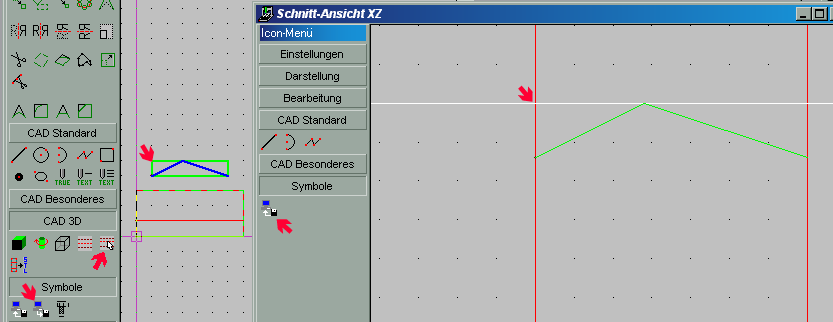 CAD Standard
TRUE TEXT TEXT
CAD Besonderes
CAD 3D
Symbole
Schnitt-Ansicht XZ
Icon-Menü
Einstellungen
Darstellung
Bearbeitung
CAD Standard
CAD Besonderes
Symbole